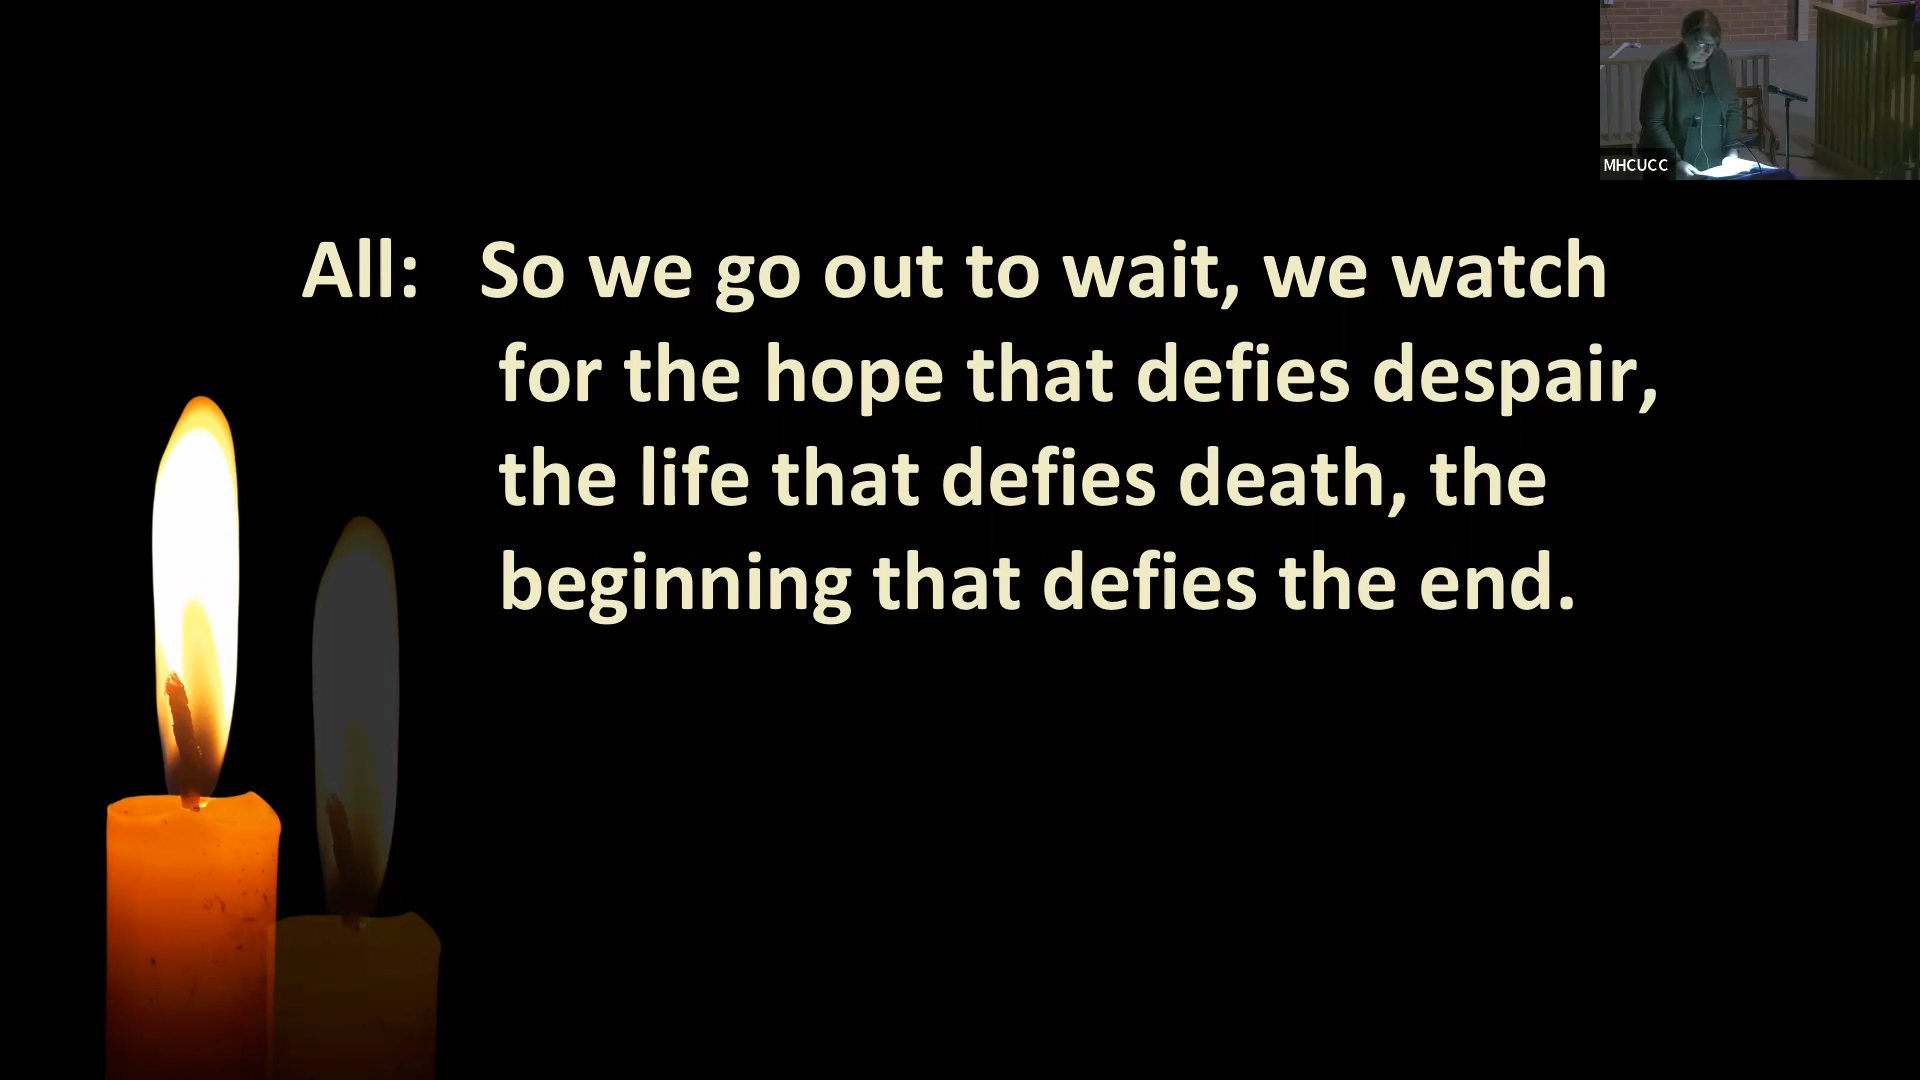 MHCUCC
All: So we go out to wait, we watch
for the hope that defies despair,
the life that defies death, the
beginning that defies the end.